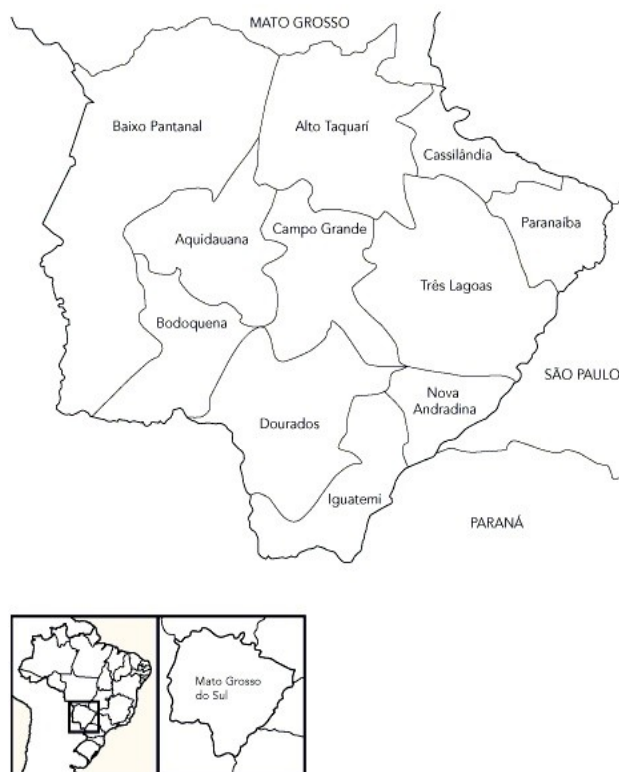 MATO GROSSO
Baixo Pantanal
Alto Taquarí
Cassilândia
Paranaíba
Campo Grande
Aquidauana
Três Lagoas
Bodoquena
SÃO PAULO
Nova
Andradina
Dourados
Iguatemi
PARANÁ
Mato Grosso
do Sul